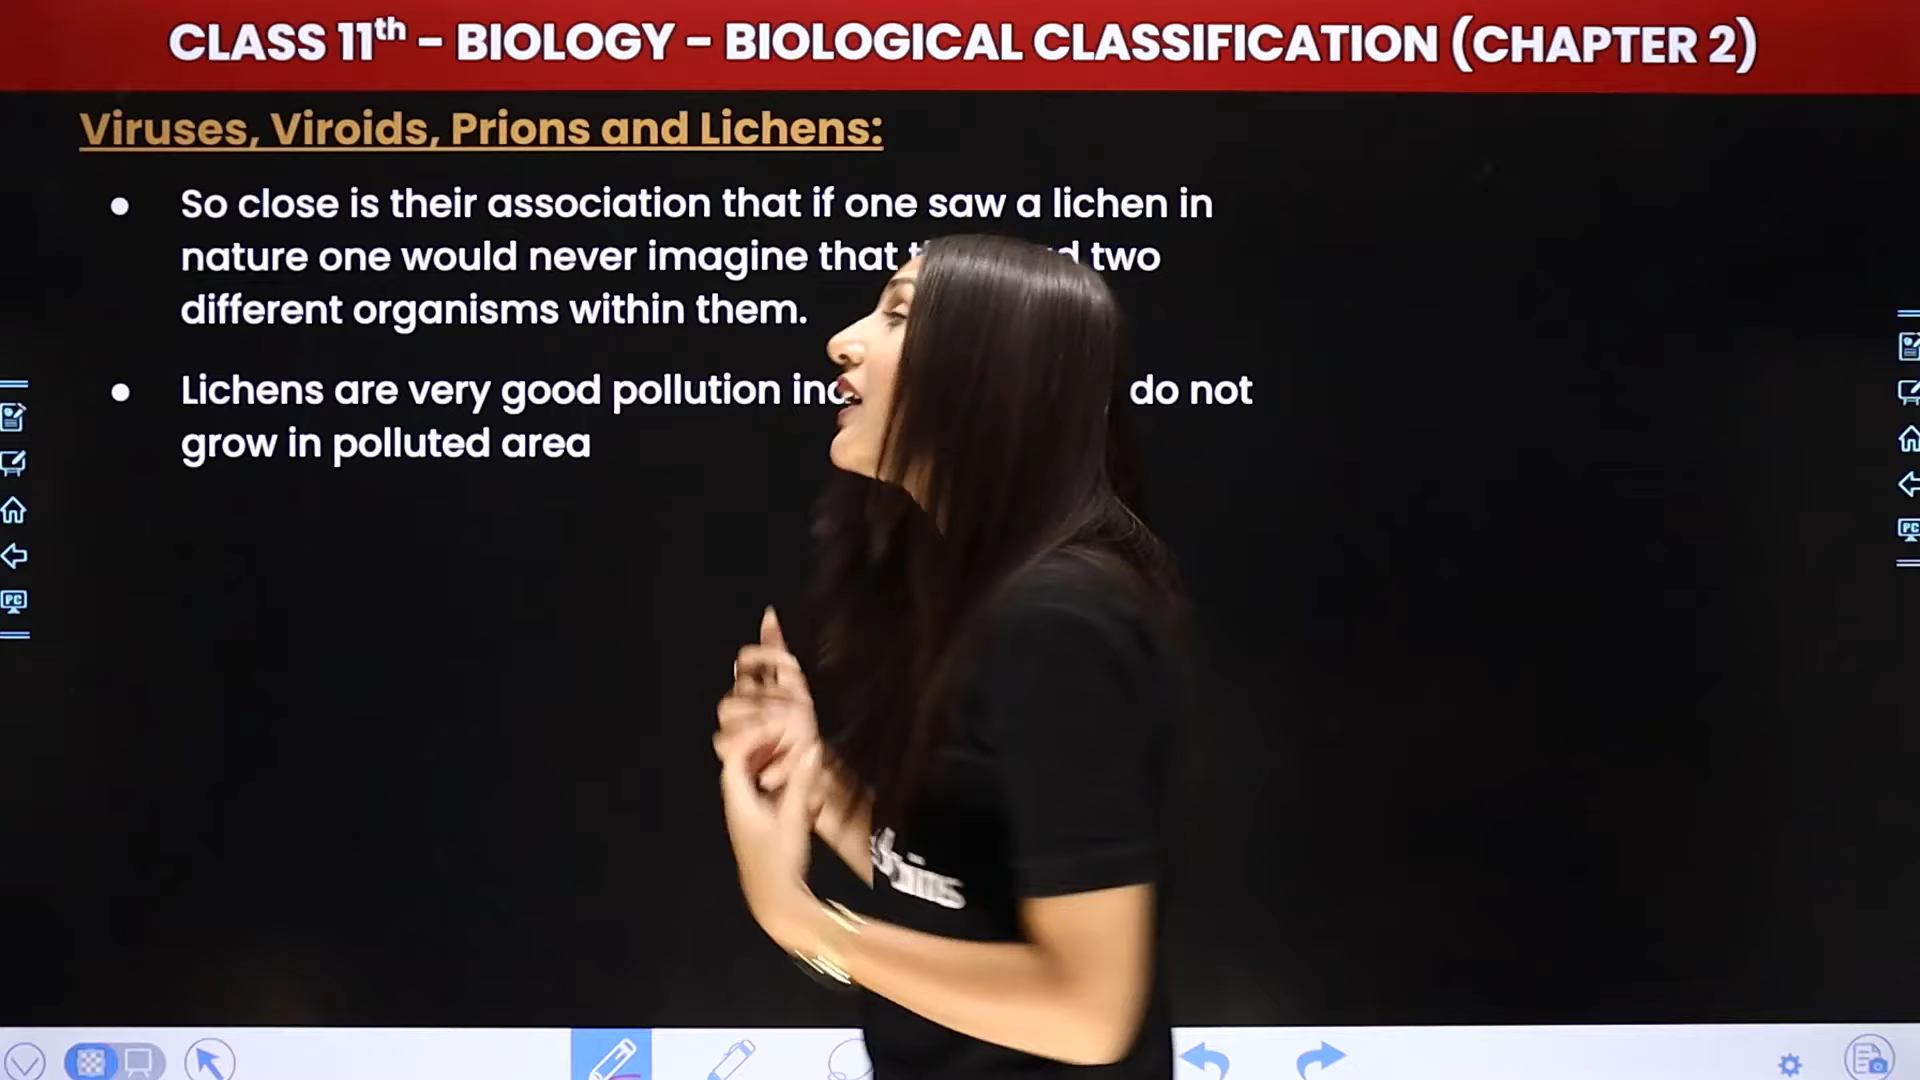 CLASS 11th - BIOLOGY - BIOLOGICAL CLASSIFICATION (CHAPTER 2)
Viruses, Viroids, Prions and Lichens:
● So close is their association that if one saw a lichen in
nature one would never imagine that two
different organisms within them.
● Lichens are very good pollution do not
grow in polluted area
PC
PC